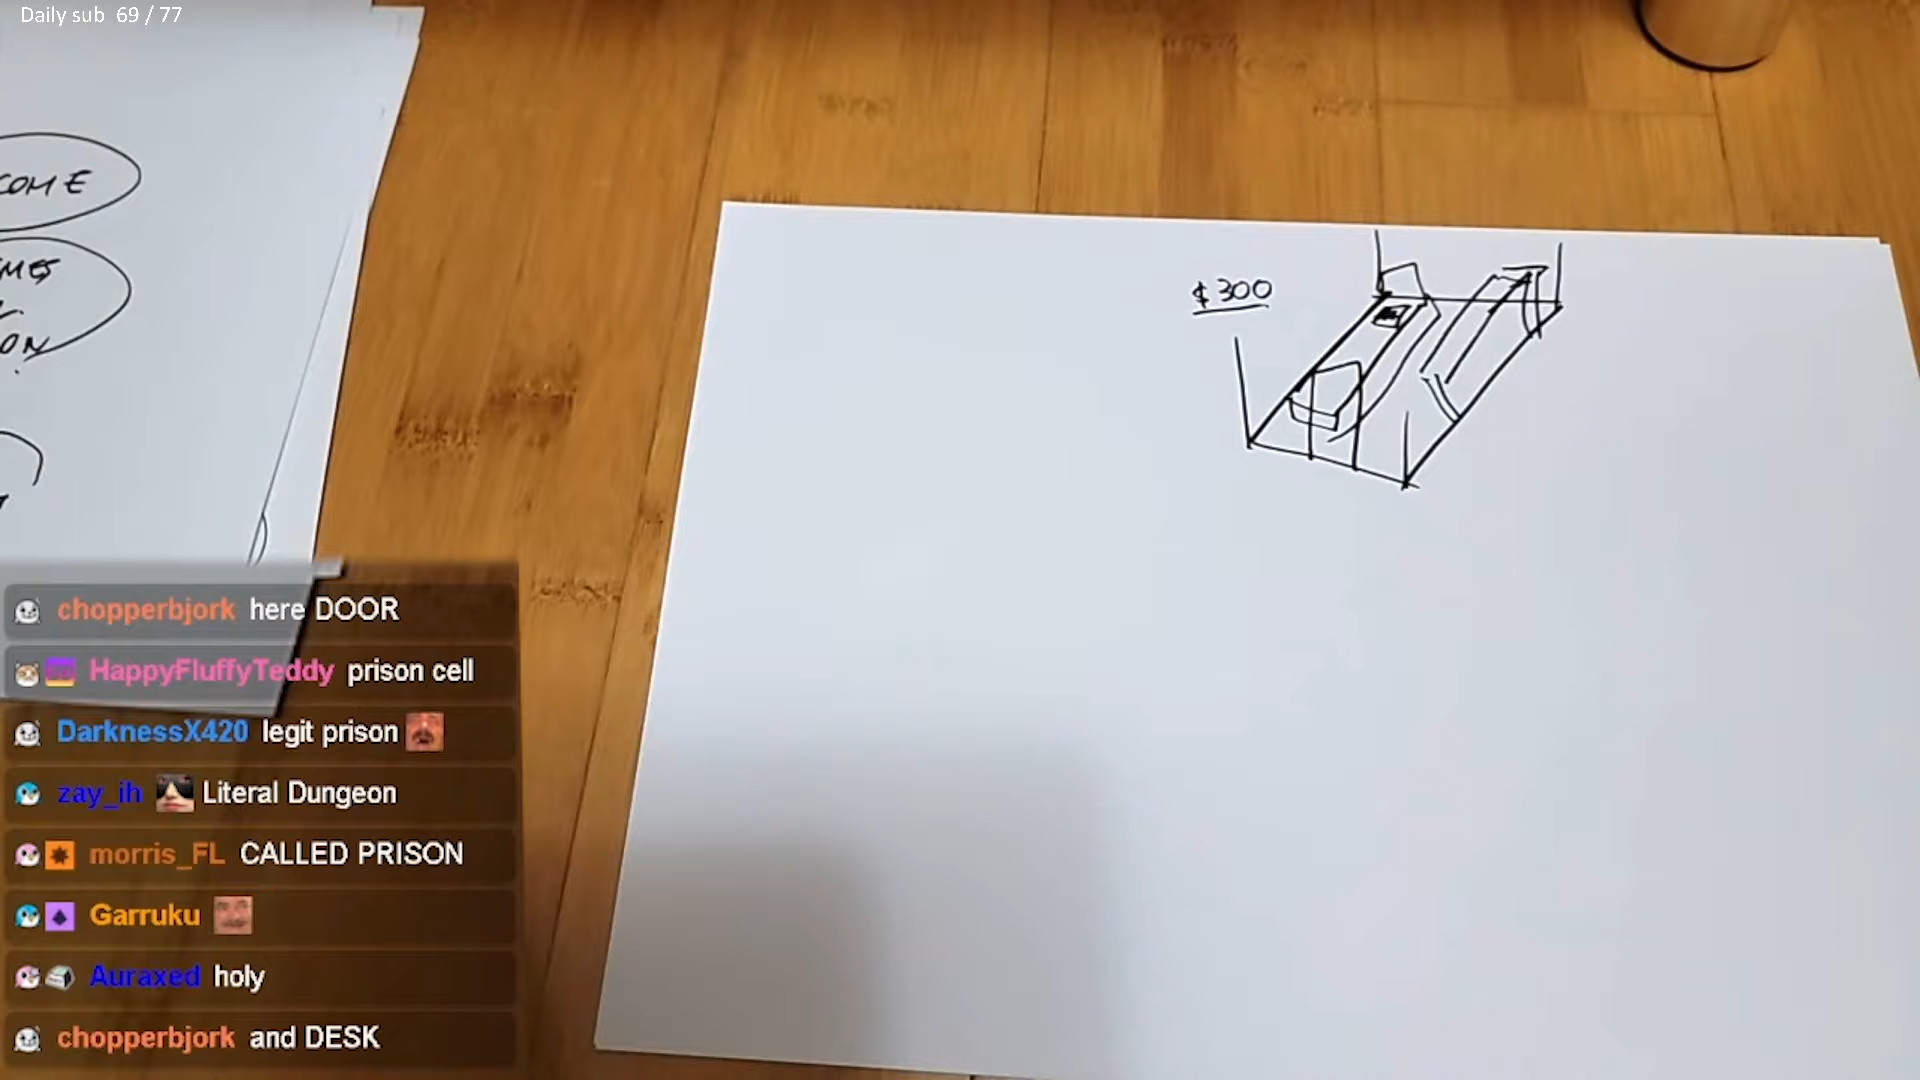 Daily sub 69 / 77
COME
$300
chopperbjork here DOOR
HappyFluffyTeddy prison cell
DarknessX420 legit prison
zay_ih Literal Dungeon
morris_FL CALLED PRISON
Garruku
Auraxed holy
chopperbjork and DESK